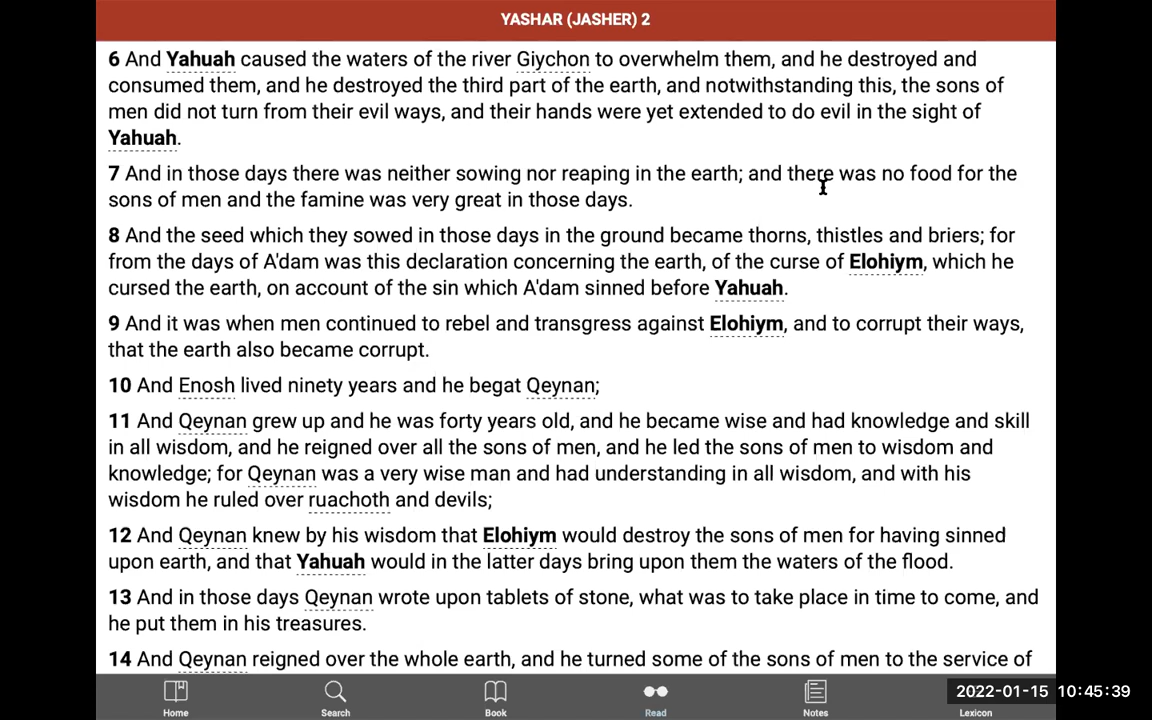 YASHAR (JASHER) 2
6 And Yahuah caused the waters of the river Giychon to overwhelm them, and he destroyed and
consumed them, and he destroyed the third part of the earth, and notwithstanding this, the sons of
men did not turn from their evil ways, and their hands were yet extended to do evil in the sight of
Yahuah.
7 And in those days there was neither sowing nor reaping in the earth; and there was no food for the
sons of men and the famine was very great in those days.
8 And the seed which they sowed in those days in the ground became thorns, thistles and briers; for
from the days of A'dam was this declaration concerning the earth, of the curse of Elohiym, which he
cursed the earth, on account of the sin which A'dam sinned before Yahuah.
9 And it was when men continued to rebel and transgress against Elohiym, and to corrupt their ways,
that the earth also became corrupt.
10 And Enosh lived ninety years and he begat Qeynan;
11 And Qeynan grew up and he was forty years old, and he became wise and had knowledge and skill
in all wisdom, and he reigned over all the sons of men, and he led the sons of men to wisdom and
knowledge; for Qeynan was a very wise man and had understanding in all wisdom, and with his
wisdom he ruled over ruachoth and devils;
12 And Qeynan knew by his wisdom that Elohiym would destroy the sons of men for having sinned
upon earth, and that Yahuah would in the latter days bring upon them the waters of the flood.
13 And in those days Qeynan wrote upon tablets of stone, what was to take place in time to come, and
he put them in his treasures.
14 And Qeynan reigned over the whole earth, and he turned some of the sons of men to the service of
2022-01-15 10:45:39
Home Search Book Read Notes Lexicon